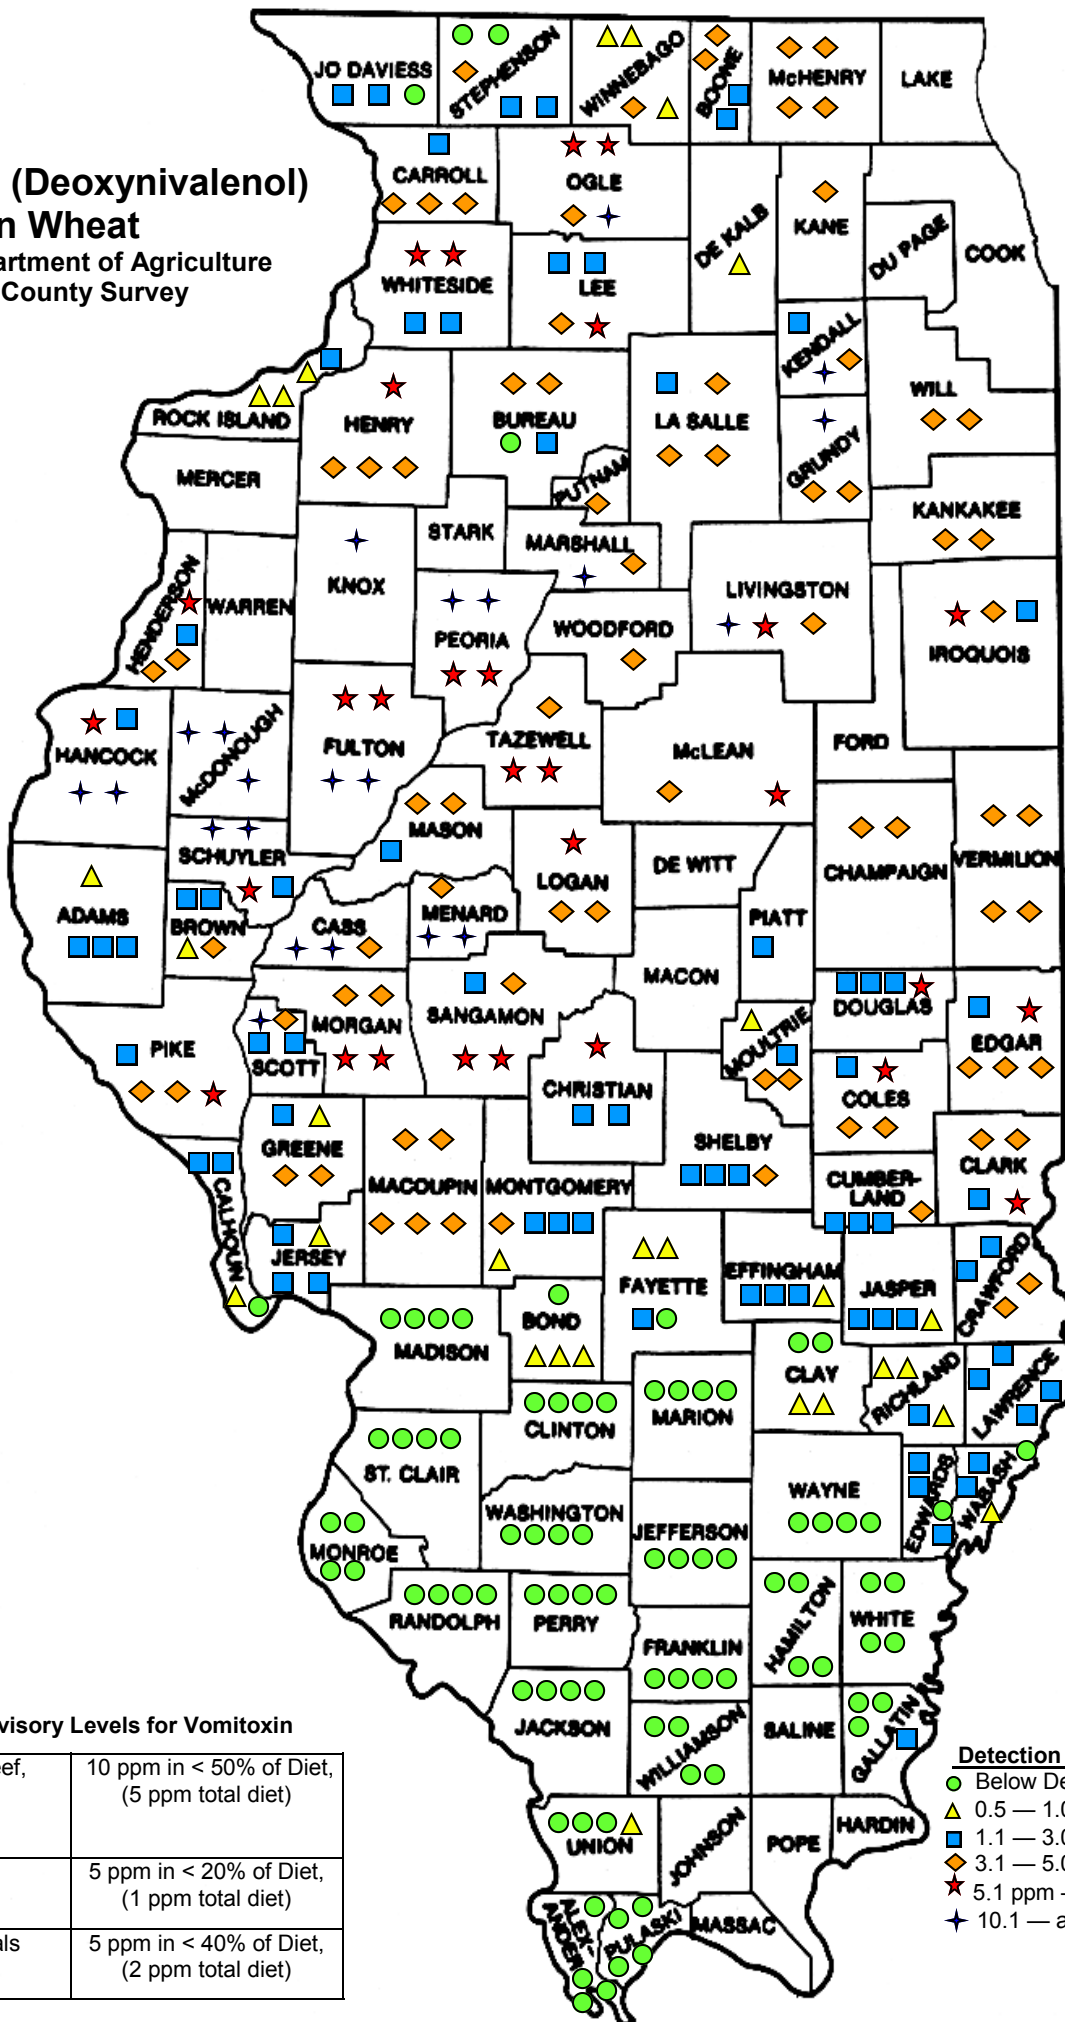 (Deoxynivalenol)
n Wheat
artment of Agriculture
County Survey
JO DAVIESS
STEPHENSON
WINNEBAGO
BOONE
McHENRY
LAKE
CARROLL
OGLE
DE KALB
KANE
DU PAGE
COOK
WHITESIDE
LEE
KENDALL
WILL
ROCK ISLAND
HENRY
BUREAU
LA SALLE
GRUNDY
MERCER
PUTNAM
KANKAKEE
STARK
MARSHALL
KNOX
LIVINGSTON
HENDERSON
WARREN
PEORIA
WOODFORD
IROQUOIS
HANCOCK
McDONOUGH
FULTON
TAZEWELL
McLEAN
FORD
MASON
SCHUYLER
LOGAN
DE WITT
CHAMPAIGN
VERMILION
ADAMS
BROWN
CASS
MENARD
PIATT
MACON
PIKE
SCOTT
MORGAN
SANGAMON
MOULTRIE
DOUGLAS
EDGAR
CHRISTIAN
COLES
GREENE
SHELBY
CALHOUN
MACOUPIN
MONTGOMERY
CUMBER-
LAND
CLARK
JERSEY
FAYETTE
EFFINGHAM
JASPER
CRAWFORD
MADISON
BOND
CLAY
RICHLAND
LAWRENCE
CLINTON
MARION
ST. CLAIR
WAYNE
EDWARDS
WABASH
WASHINGTON
JEFFERSON
MONROE
RANDOLPH
PERRY
HAMILTON
WHITE
FRANKLIN
JACKSON
WILLIAMSON
SALINE
GALLATIN
UNION
JOHNSON
POPE
HARDIN
ALEX-
ANDER
PULASKI
MASSAC
visory Levels for Vomitoxin
eef,
10 ppm in < 50% of Diet,
(5 ppm total diet)
5 ppm in < 20% of Diet,
(1 ppm total diet)
als
5 ppm in < 40% of Diet,
(2 ppm total diet)
Detection
Below De
0.5 — 1.0
1.1 — 3.0
3.1 — 5.0
5.1 ppm -
10.1 — a